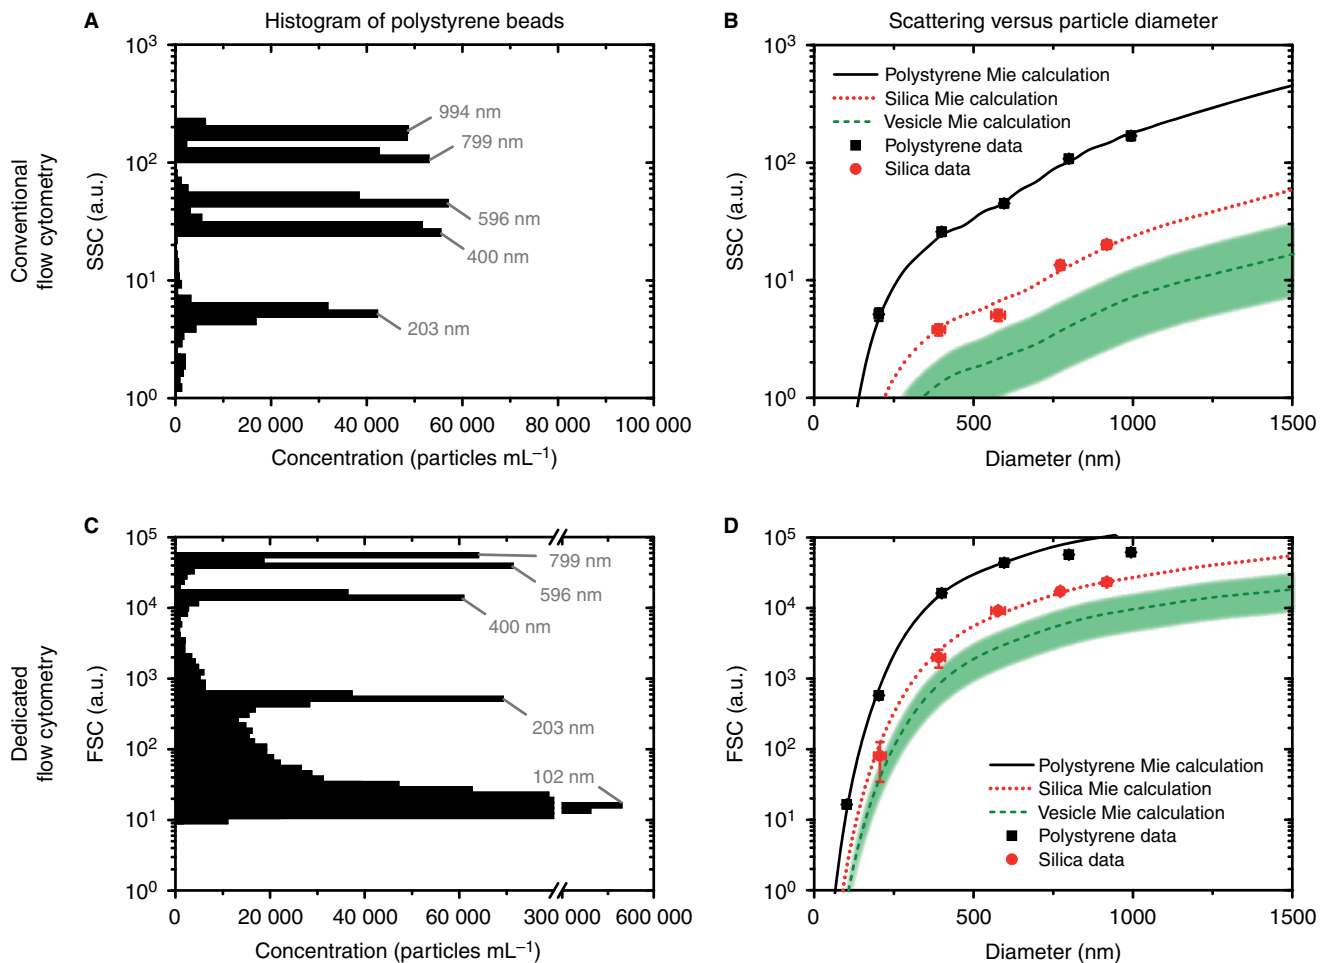 A
Histogram of polystyrene beads
Conventional
flow cytometry
SSC (a.u.)
10³
10²
10¹
10⁰
994 nm
799 nm
596 nm
400 nm
203 nm
0
20 000
40 000
60 000
80 000
100 000
Concentration (particles mL⁻¹)
B
Scattering versus particle diameter
SSC (a.u.)
10³
10²
10¹
10⁰
Polystyrene Mie calculation
Silica Mie calculation
Vesicle Mie calculation
Polystyrene data
Silica data
0
500
1000
1500
Diameter (nm)
C
Dedicated
flow cytometry
FSC (a.u.)
10⁵
10⁴
10³
10²
10¹
10⁰
799 nm
596 nm
400 nm
203 nm
102 nm
0
20 000
40 000
60 000
600 000
Concentration (particles mL⁻¹)
D
FSC (a.u.)
10⁵
10⁴
10³
10²
10¹
10⁰
Polystyrene Mie calculation
Silica Mie calculation
Vesicle Mie calculation
Polystyrene data
Silica data
0
500
1000
1500
Diameter (nm)